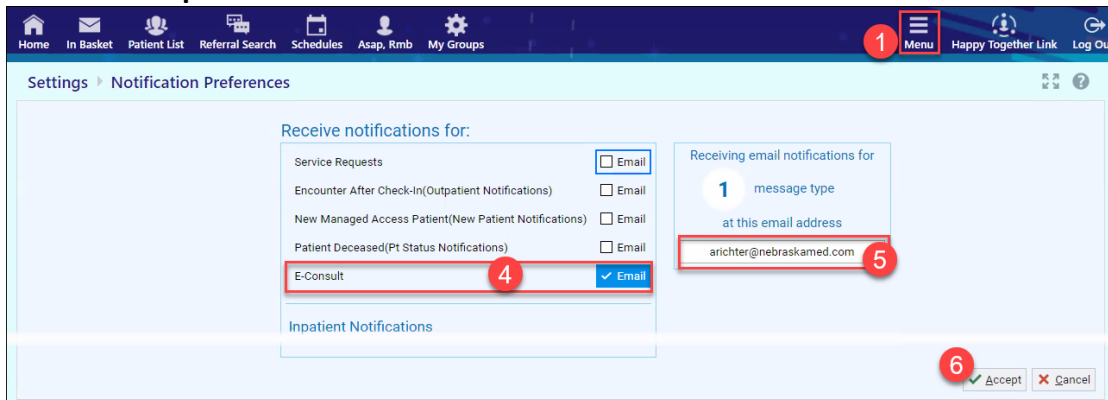 Home In Basket Patient List Referral Search Schedules Asap, Rmb My Groups 1 Menu Happy Together Link Log Ou
Settings Notification Preferences
Receive notifications for:
Service Requests Email
Encounter After Check-In(Outpatient Notifications) Email
New Managed Access Patient(New Patient Notifications) Email
Patient Deceased(Pt Status Notifications) Email
E-Consult 4 Email
Inpatient Notifications
Receiving email notifications for
1 message type
at this email address
arichter@nebraskamed.com 5
6
Accept Cancel